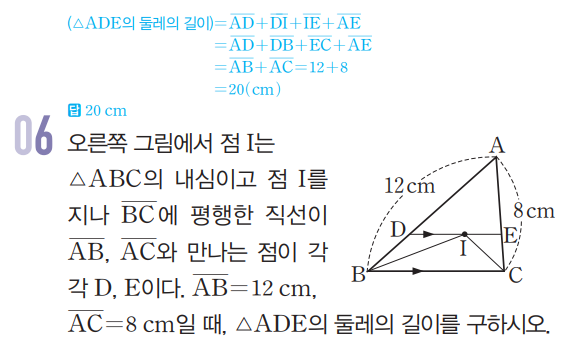 (△ADE의 둘레의 길이)=AD+DI+IE+AE
=AD+DB+EC+AE
=AB+AC=12+8
=20(cm)
답 20 cm
06 오른쪽 그림에서 점 I는
△ABC의 내심이고 점 I를
지나 BC에 평행한 직선이
AB, AC와 만나는 점이 각
각 D, E이다. AB=12 cm,
AC=8 cm일 때, △ADE의 둘레의 길이를 구하시오.
A
12cm
8cm
D
E
I
B
C